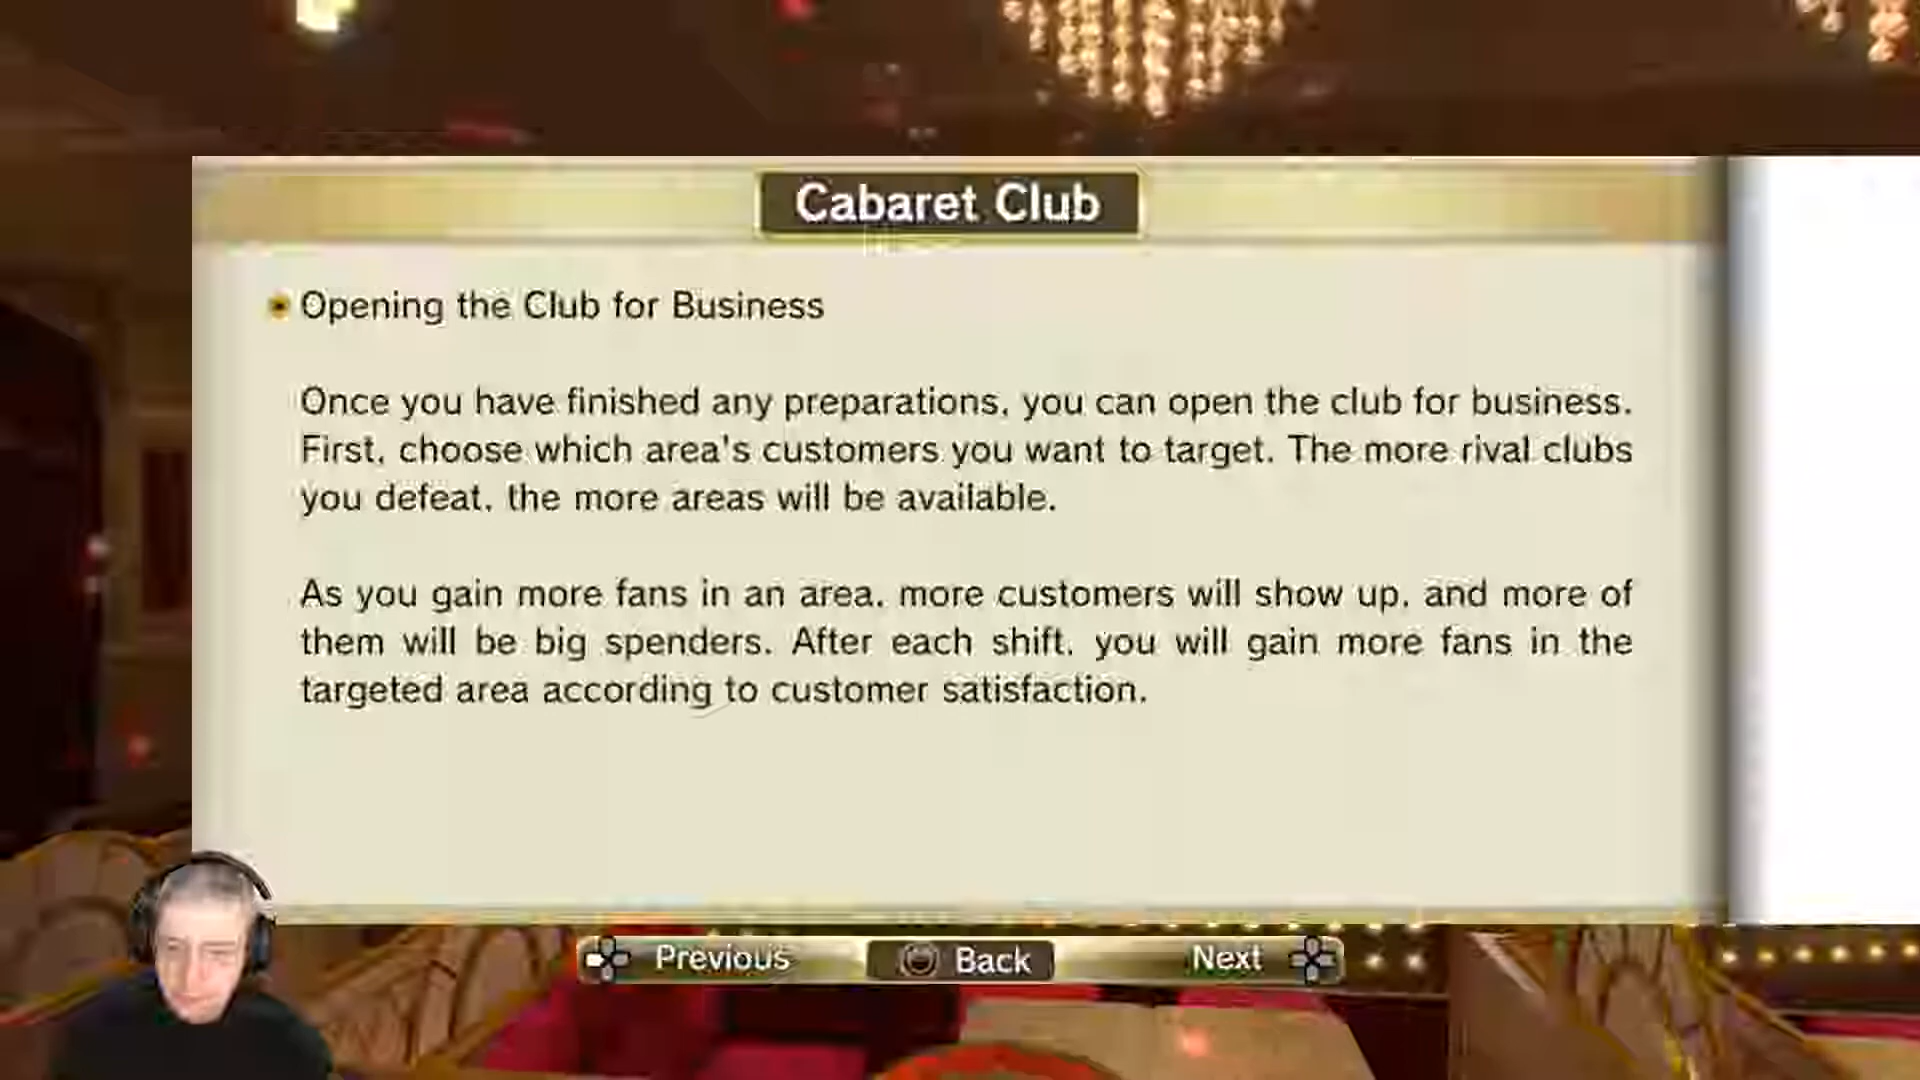 Cabaret Club
Opening the Club for Business
Once you have finished any preparations, you can open the club for business.
First, choose which area's customers you want to target. The more rival clubs
you defeat, the more areas will be available.
As you gain more fans in an area, more customers will show up, and more of
them will be big spenders. After each shift, you will gain more fans in the
targeted area according to customer satisfaction.
Previous Back Next